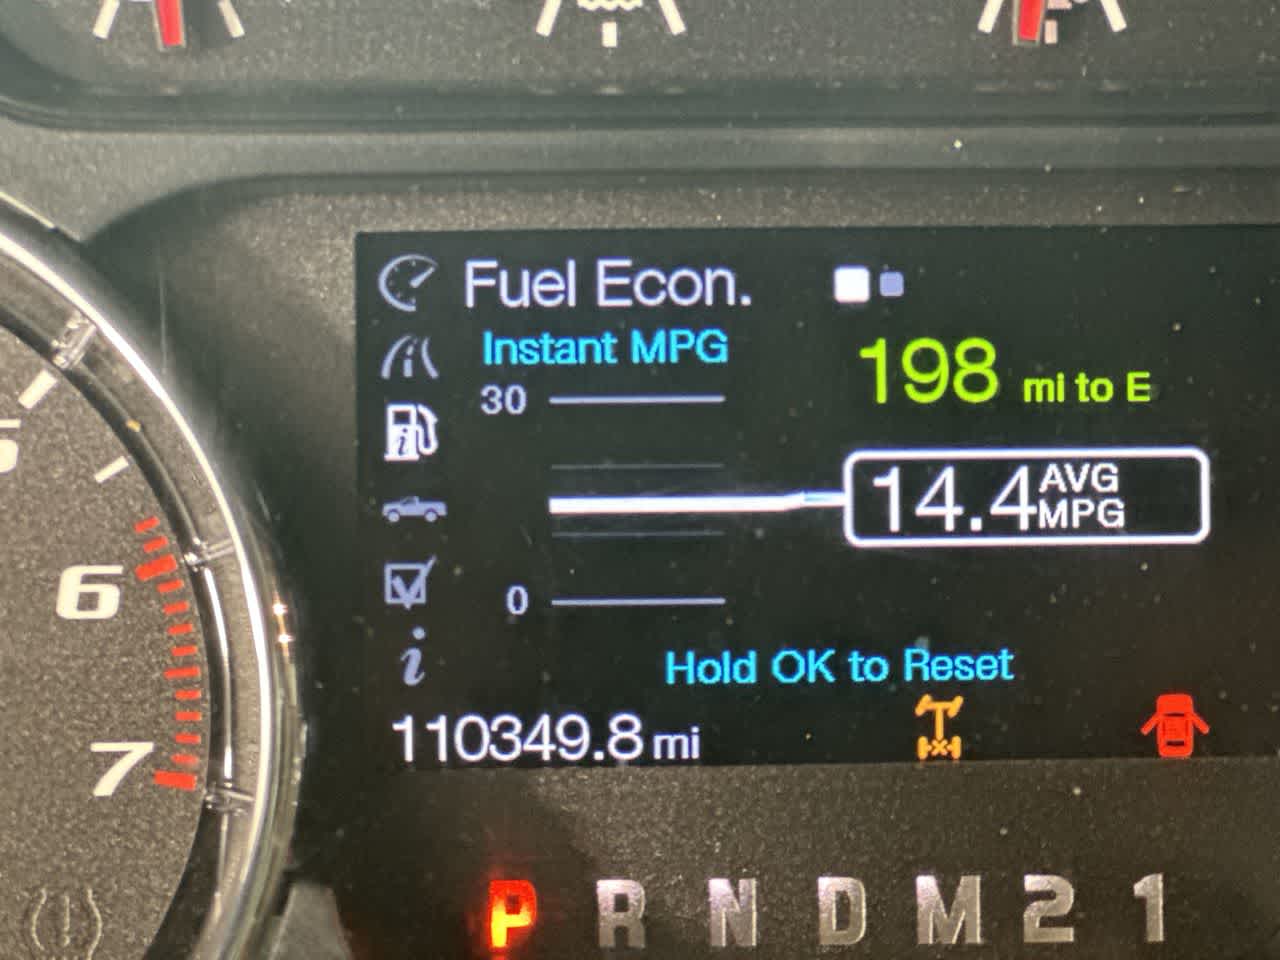 Fuel Econ.
Instant MPG
198 mi to E
30
14.4 AVG MPG
0
Hold OK to Reset
110349.8 mi
6
7
P R N D M 2 1